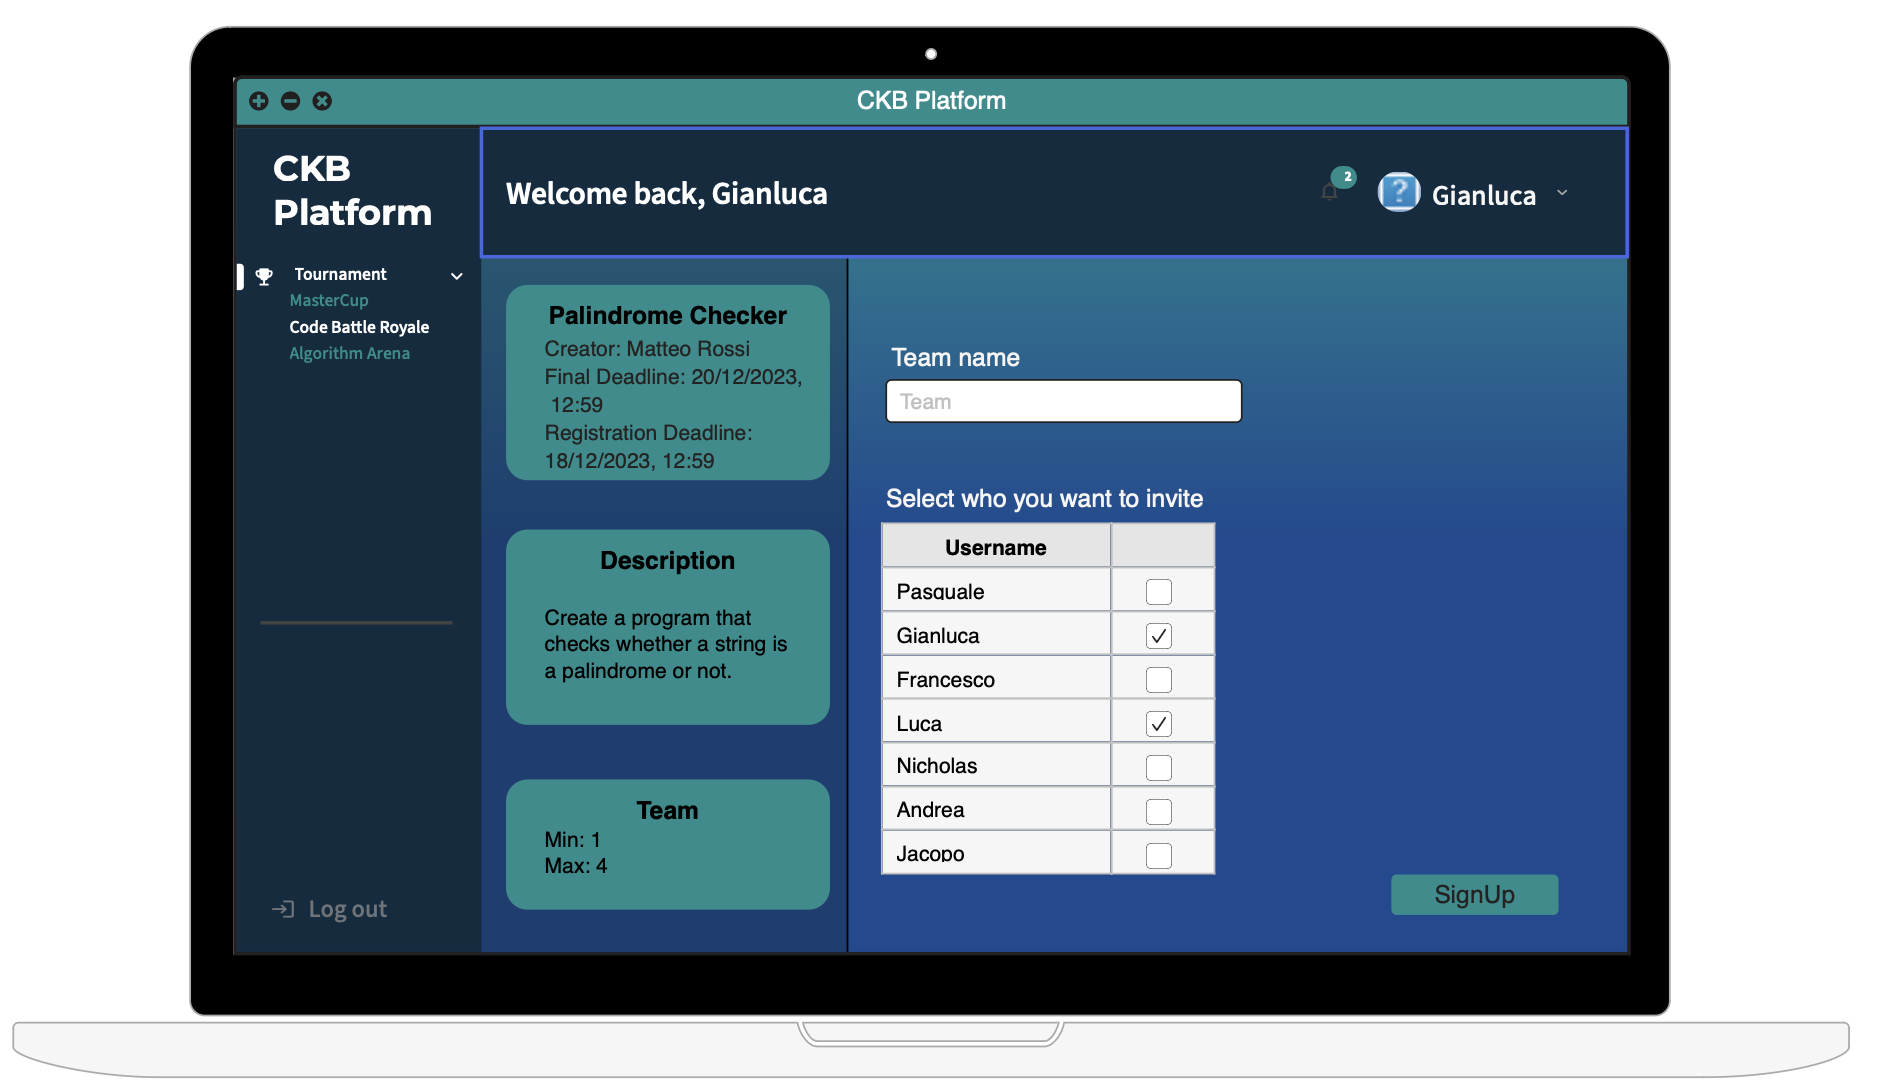 CKB Platform
CKB
Platform
Welcome back, Gianluca
2
Gianluca
Tournament
MasterCup
Code Battle Royale
Algorithm Arena
Log out
Palindrome Checker
Creator: Matteo Rossi
Final Deadline: 20/12/2023,
12:59
Registration Deadline:
18/12/2023, 12:59
Description
Create a program that
checks whether a string is
a palindrome or not.
Team
Min: 1
Max: 4
Team name
Team
Select who you want to invite
Username
Pasquale
Gianluca
Francesco
Luca
Nicholas
Andrea
Jacopo
SignUp